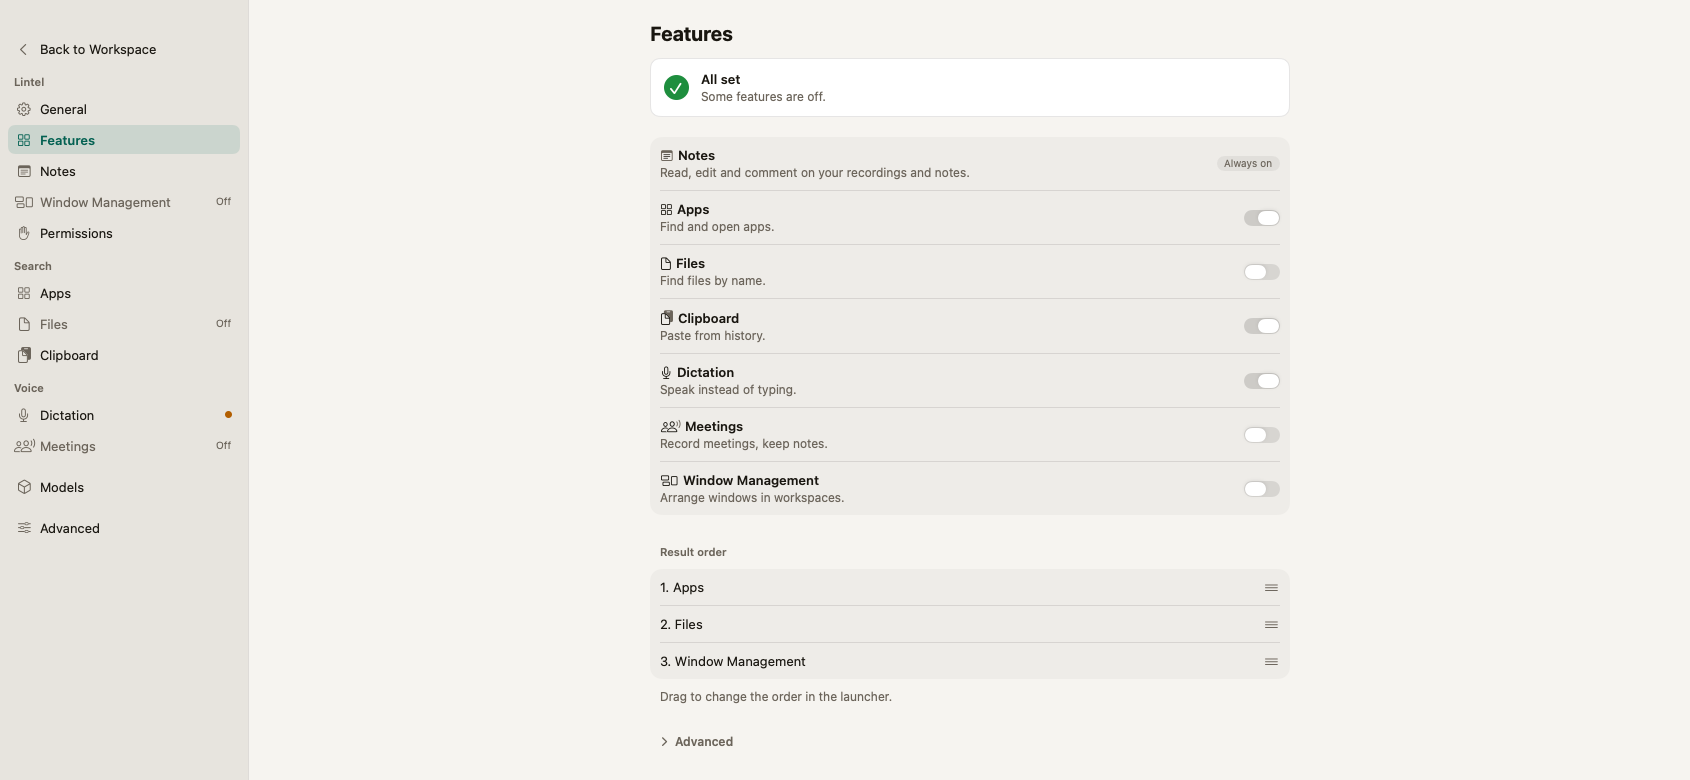 Back to Workspace
Lintel
General
Features
Notes
Window Management Off
Permissions
Search
Apps
Files Off
Clipboard
Voice
Dictation
Meetings Off
Models
Advanced
Features
All set
Some features are off.
Notes
Read, edit and comment on your recordings and notes.
Always on
Apps
Find and open apps.
Files
Find files by name.
Clipboard
Paste from history.
Dictation
Speak instead of typing.
Meetings
Record meetings, keep notes.
Window Management
Arrange windows in workspaces.
Result order
1. Apps
2. Files
3. Window Management
Drag to change the order in the launcher.
Advanced